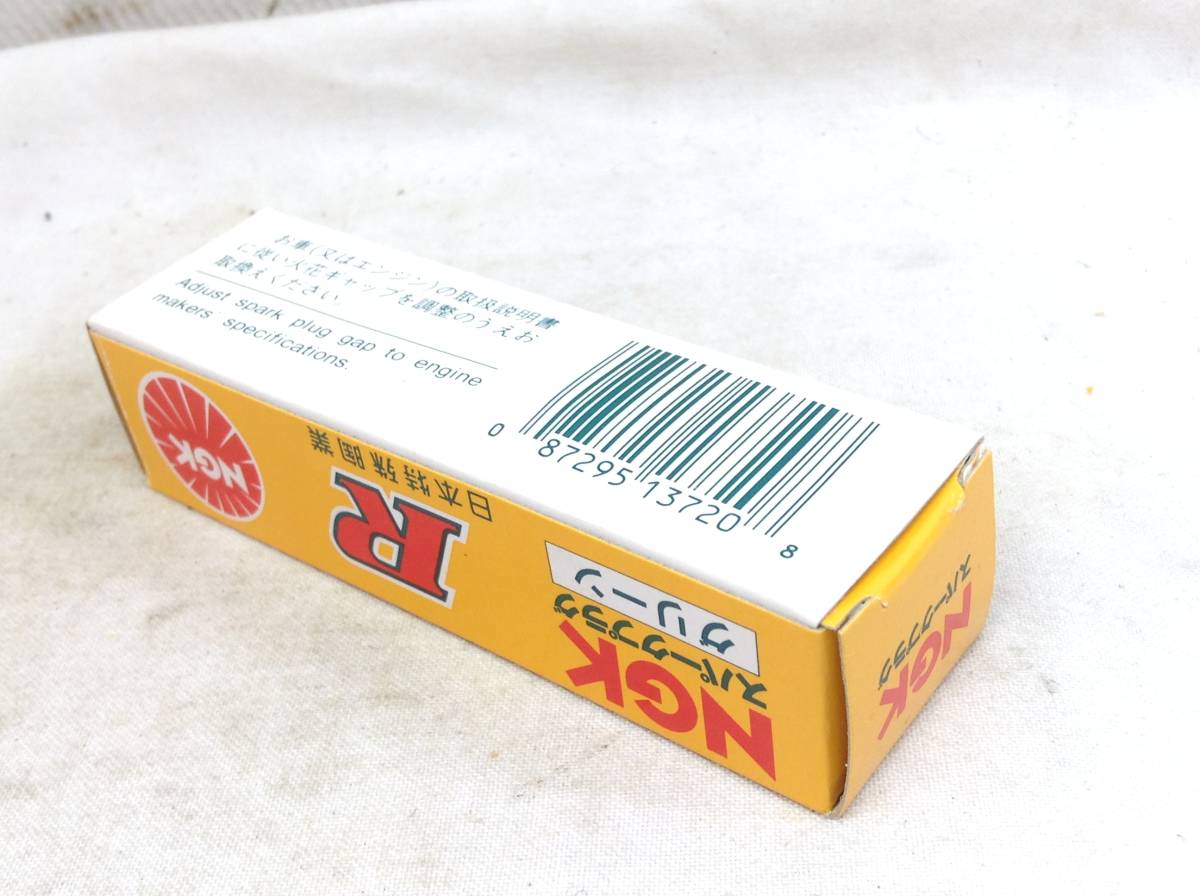 お車(又はエンジン)の取扱説明書
に従い火花ギャップを調整のうえお
取換えください.
Adjust spark plug gap to engine
makers' specifications.
0 87295 13720 8
NGK
日本特殊陶業
R
グリーン
スパークプラグ
NGK
スパークプラグ
NGK